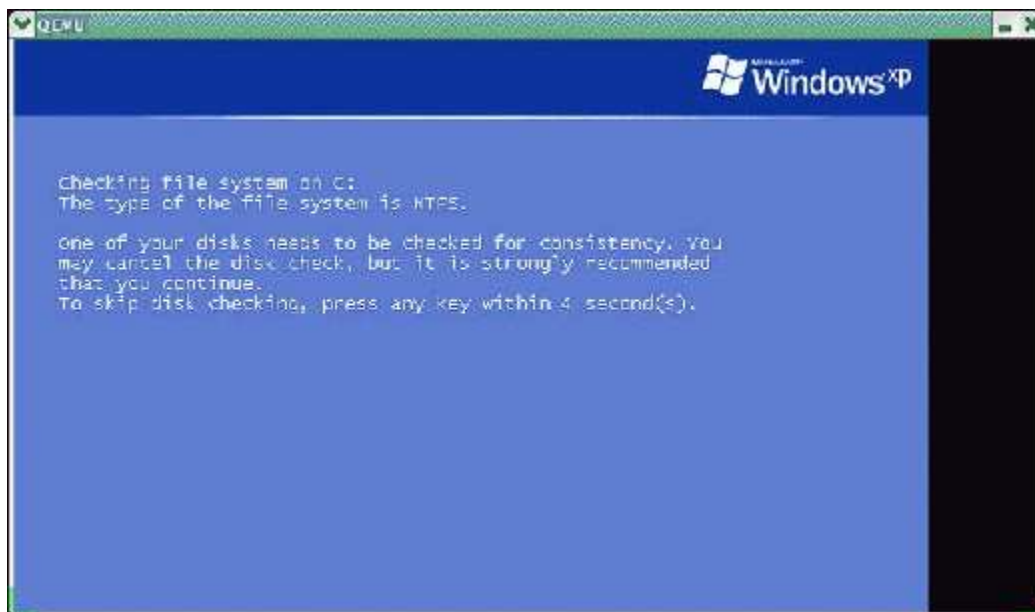 QEMU
Microsoft
Windows xp
Checking file system on C:
The type of the file system is NTFS.
One of your disks needs to be checked for consistency. You
may cancel the disk check, but it is strongly recommended
that you continue.
To skip disk checking, press any key within 4 second(s).